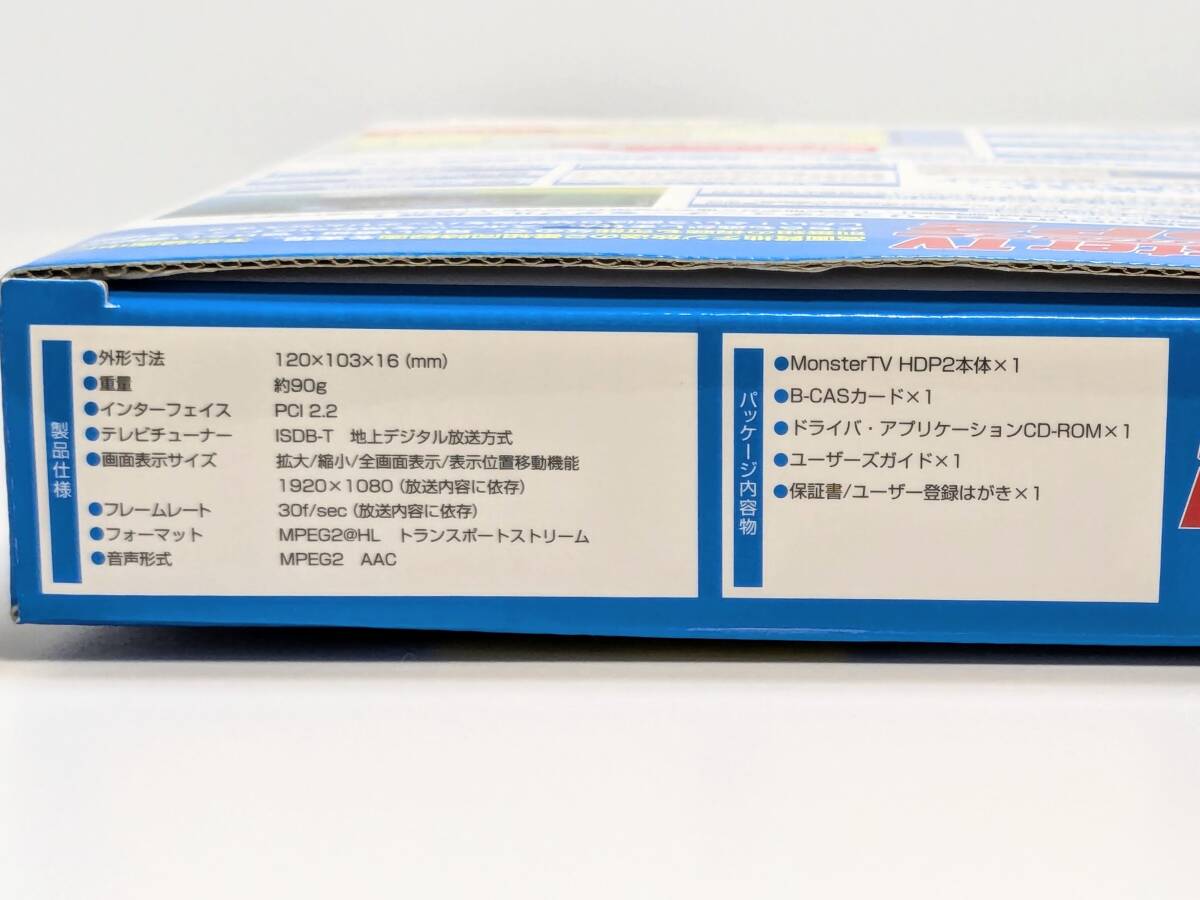 製品仕様
●外形寸法 120×103×16 (mm)
●重量 約90g
●インターフェイス PCI 2.2
●テレビチューナー ISDB-T 地上デジタル放送方式
●画面表示サイズ 拡大/縮小/全画面表示/表示位置移動機能
1920×1080 (放送内容に依存)
●フレームレート 30f/sec (放送内容に依存)
●フォーマット MPEG2@HL トランスポートストリーム
●音声形式 MPEG2 AAC
パッケージ内容物
●MonsterTV HDP2本体×1
●B-CASカード×1
●ドライバ・アプリケーションCD-ROM×1
●ユーザーズガイド×1
●保証書/ユーザー登録はがき×1